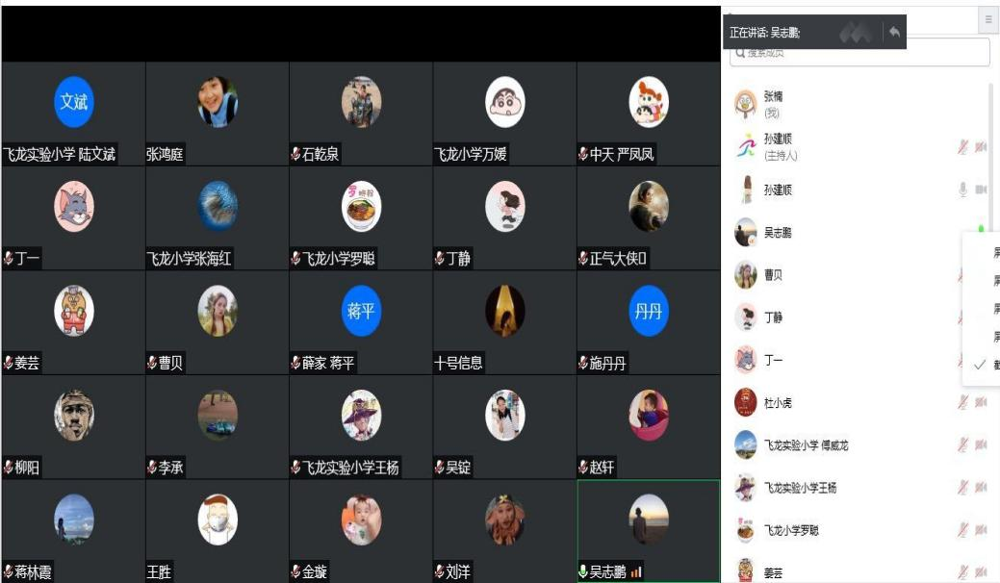 正在讲话: 吴志鹏;
搜索成员
文斌
飞龙实验小学 陆文斌
张鸿庭
石乾泉
飞龙小学万媛
中天 严凤凤
丁一
飞龙小学张海红
飞龙小学罗聪
丁静
正气大侠
蒋平
丹丹
姜芸
曹贝
薛家 蒋平
十号信息
施丹丹
柳阳
李承
飞龙实验小学王杨
吴锭
赵轩
蒋林霞
王胜
金璇
刘洋
吴志鹏
张楠
(我)
孙建顺
(主持人)
孙建顺
吴志鹏
曹贝
丁静
丁一
杜小虎
飞龙实验小学 傅威龙
飞龙实验小学王杨
飞龙小学罗聪
姜芸